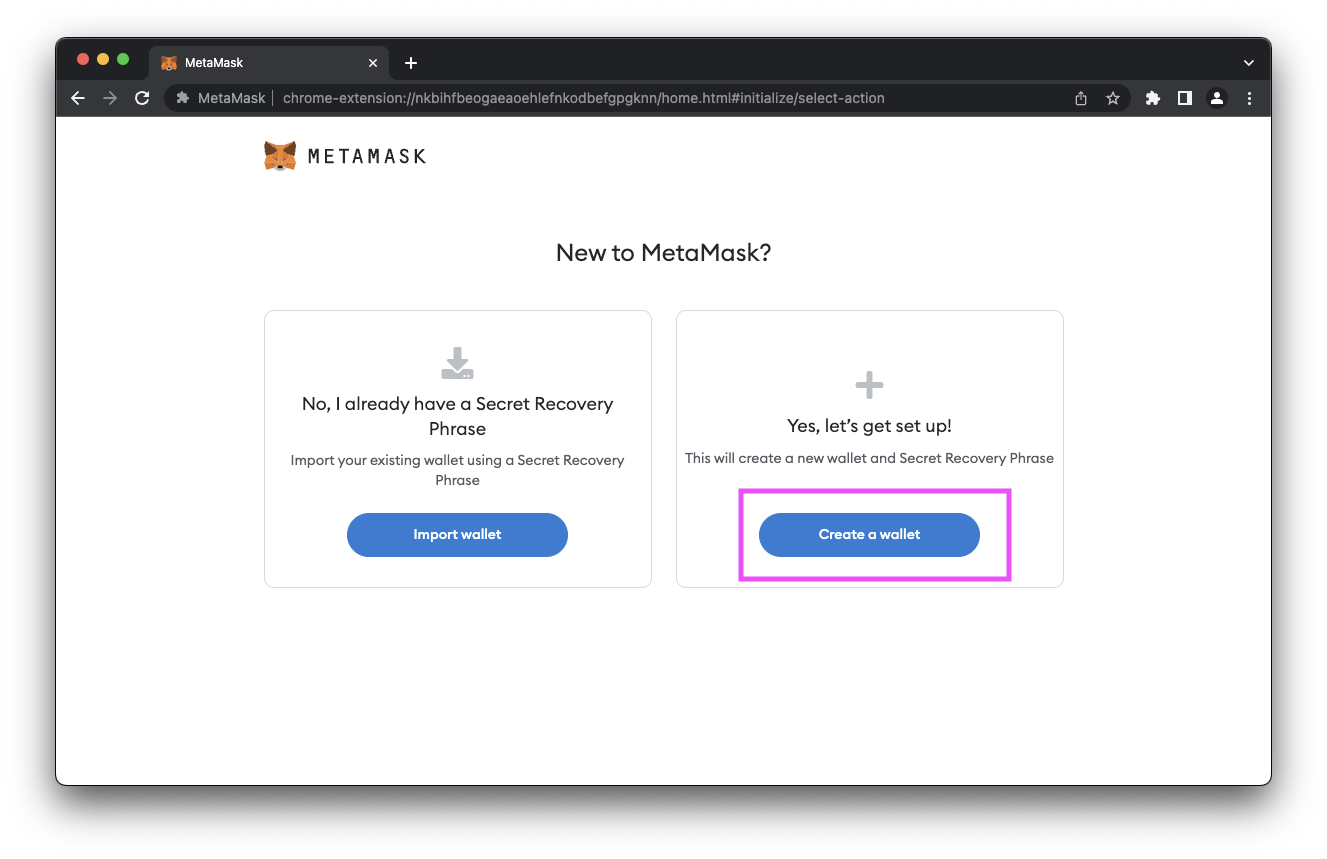 MetaMask
MetaMask
chrome-extension://nkbihfbeogaeaoehlefnkodbefgpgknn/home.html#initialize/select-action
METAMASK
New to MetaMask?
No, I already have a Secret Recovery
Phrase
Import your existing wallet using a Secret Recovery
Phrase
Import wallet
Yes, let’s get set up!
This will create a new wallet and Secret Recovery Phrase
Create a wallet